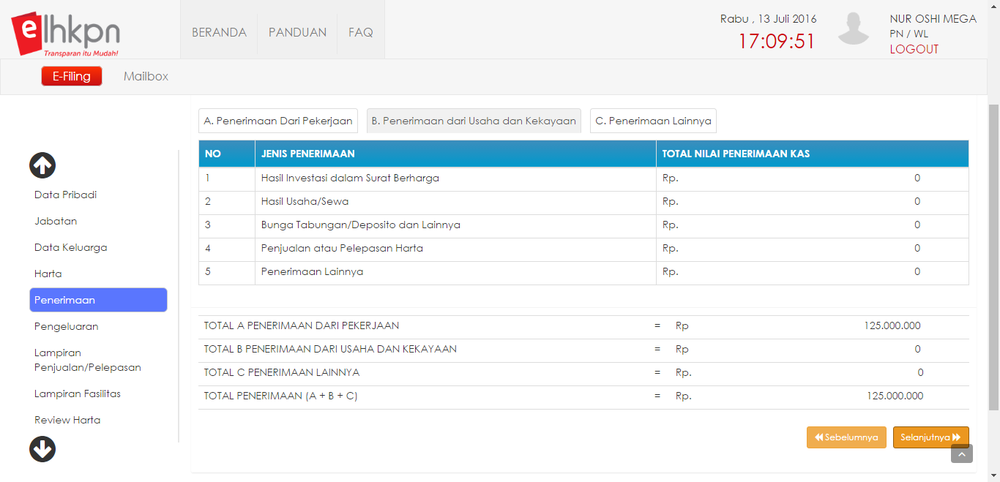 elhkpn
Transparan itu Mudah!
BERANDA PANDUAN FAQ
Rabu , 13 Juli 2016
17:09:51
NUR OSHI MEGA
PN / WL
LOGOUT
E-Filing Mailbox
Data Pribadi
Jabatan
Data Keluarga
Harta
Penerimaan
Pengeluaran
Lampiran
Penjualan/Pelepasan
Lampiran Fasilitas
Review Harta
A. Penerimaan Dari Pekerjaan B. Penerimaan dari Usaha dan Kekayaan C. Penerimaan Lainnya
NO JENIS PENERIMAAN TOTAL NILAI PENERIMAAN KAS
1 Hasil Investasi dalam Surat Berharga Rp. 0
2 Hasil Usaha/Sewa Rp. 0
3 Bunga Tabungan/Deposito dan Lainnya Rp. 0
4 Penjualan atau Pelepasan Harta Rp. 0
5 Penerimaan Lainnya Rp. 0
TOTAL A PENERIMAAN DARI PEKERJAAN = Rp 125.000.000
TOTAL B PENERIMAAN DARI USAHA DAN KEKAYAAN = Rp 0
TOTAL C PENERIMAAN LAINNYA = Rp. 0
TOTAL PENERIMAAN (A + B + C) = Rp. 125.000.000
Sebelumnya Selanjutnya